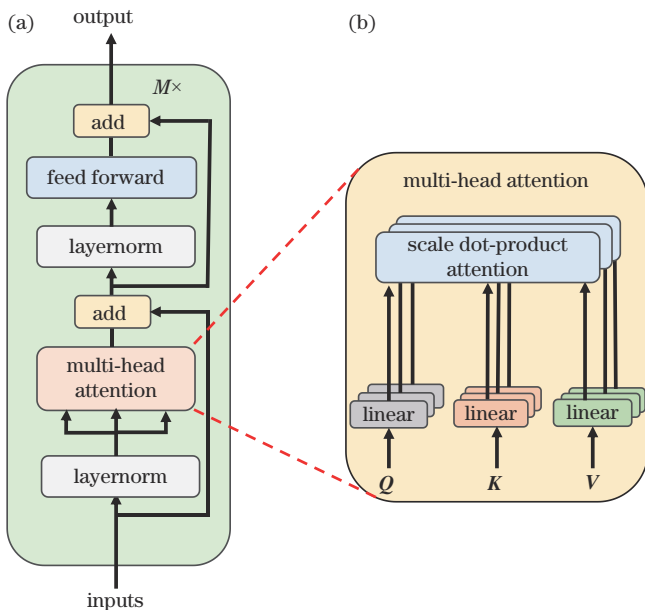 (a)
output
M×
add
feed forward
layernorm
add
multi-head
attention
layernorm
inputs
(b)
multi-head attention
scale dot-product
attention
linear
linear
linear
Q
K
V